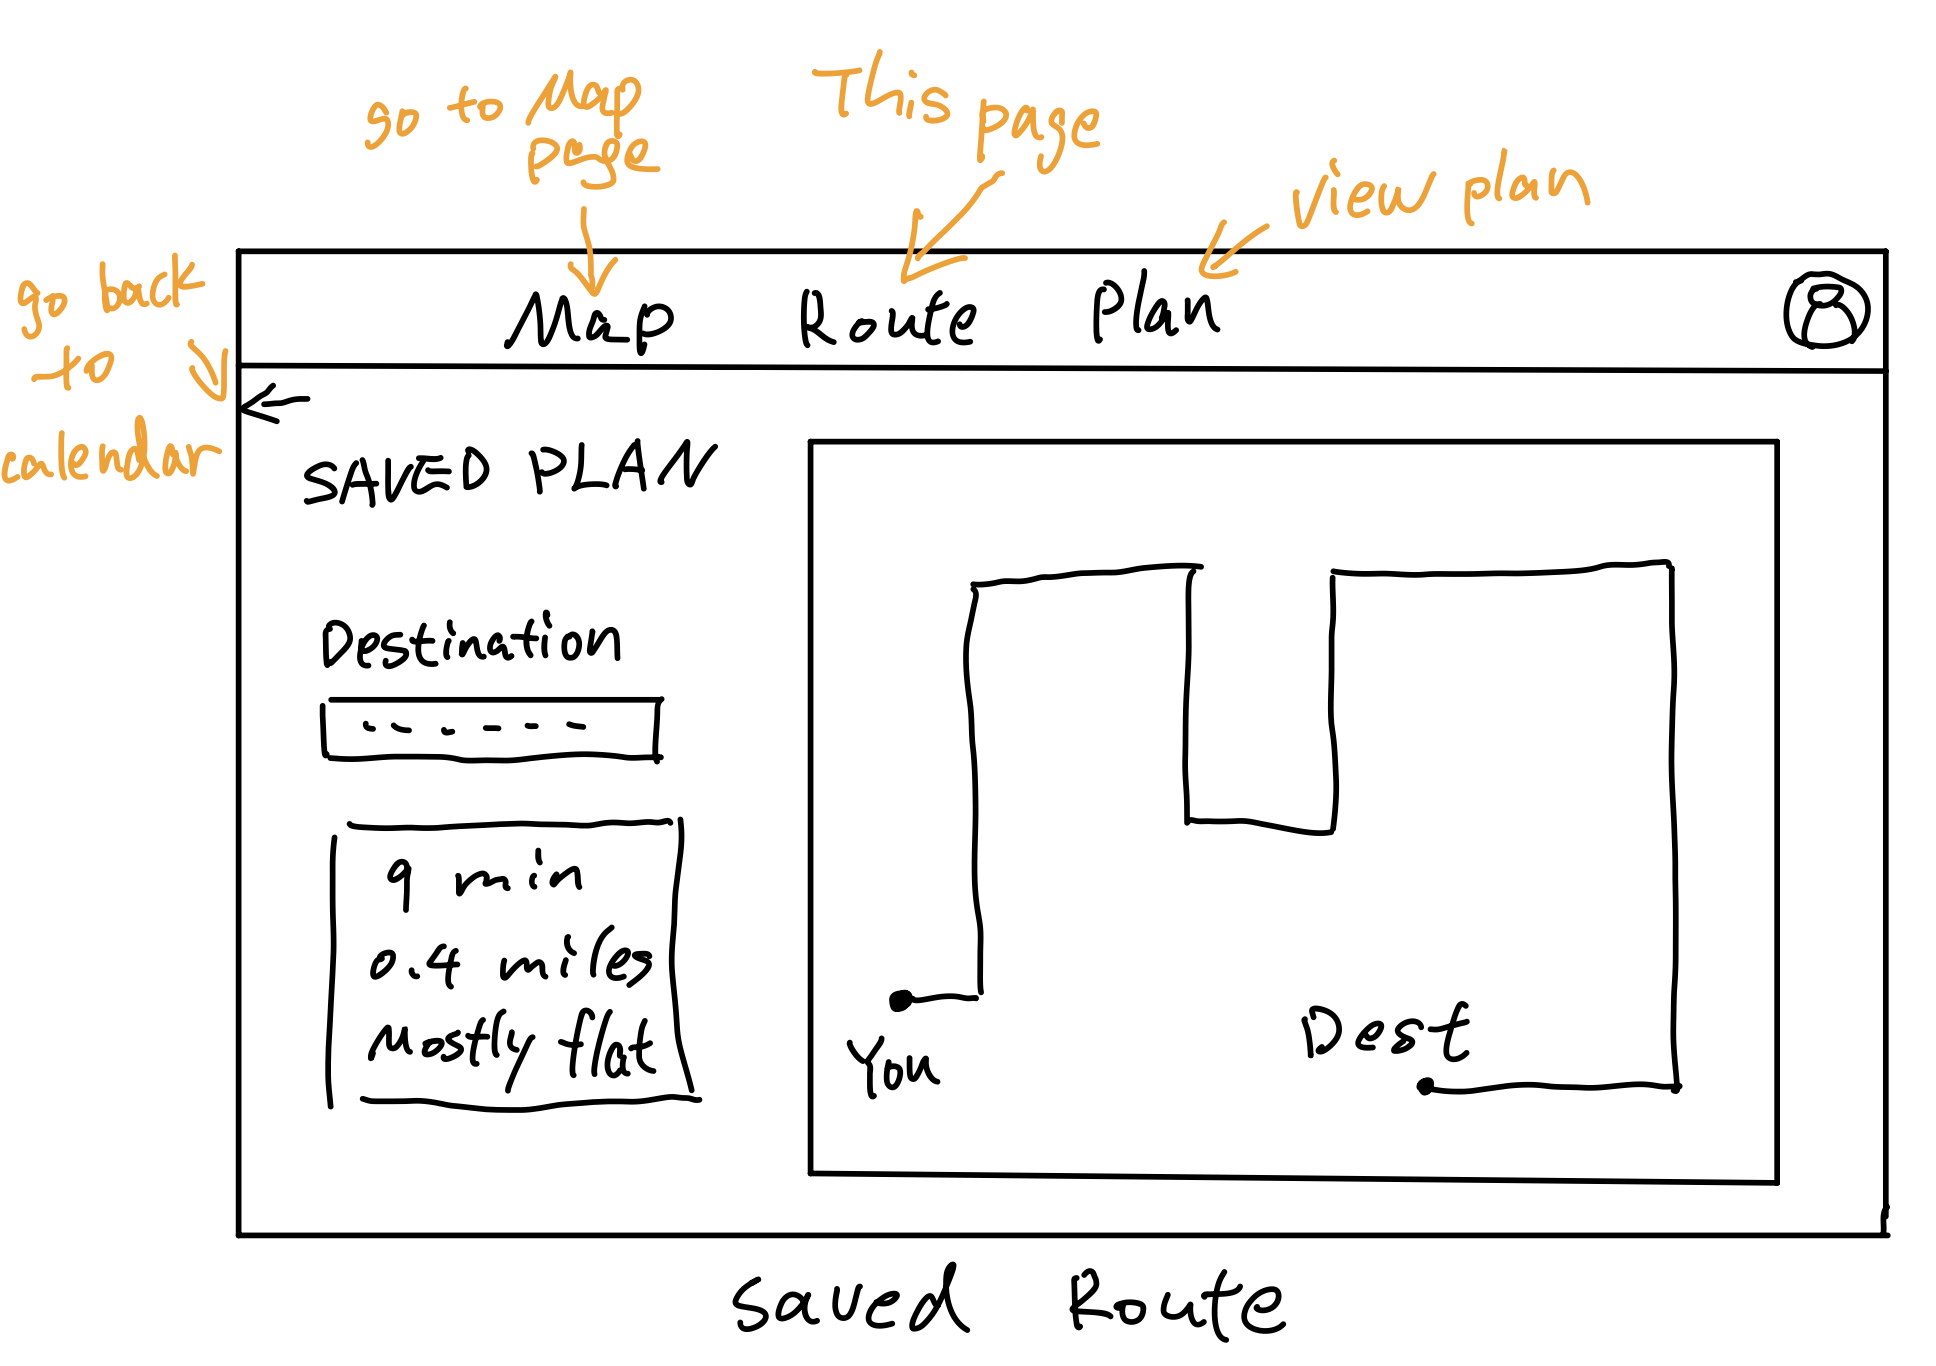 go to Map
page
This
page
view plan
go back
to
calendar
Map Route Plan
SAVED PLAN
Destination
9 min
0.4 miles
Mostly flat
You
Dest
Saved Route